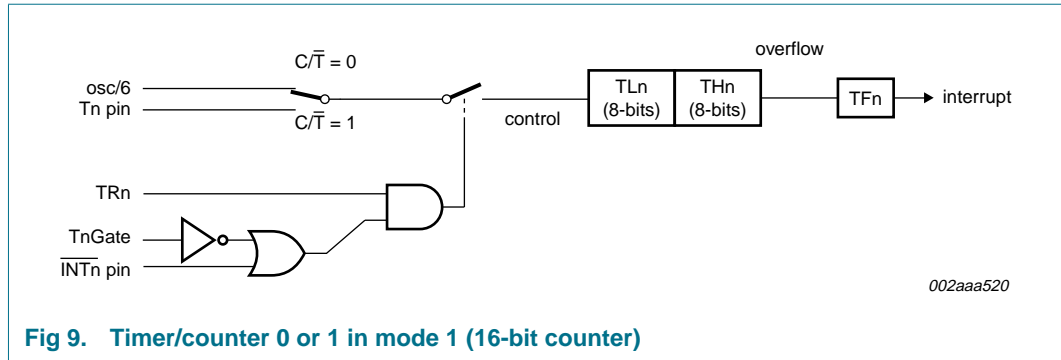 overflow
C/T̅ = 0
osc/6
Tn pin
C/T̅ = 1
control
TLn
(8-bits)
THn
(8-bits)
TFn
interrupt
TRn
TnGate
I̅N̅T̅n̅ pin
002aaa520
Fig 9. Timer/counter 0 or 1 in mode 1 (16-bit counter)